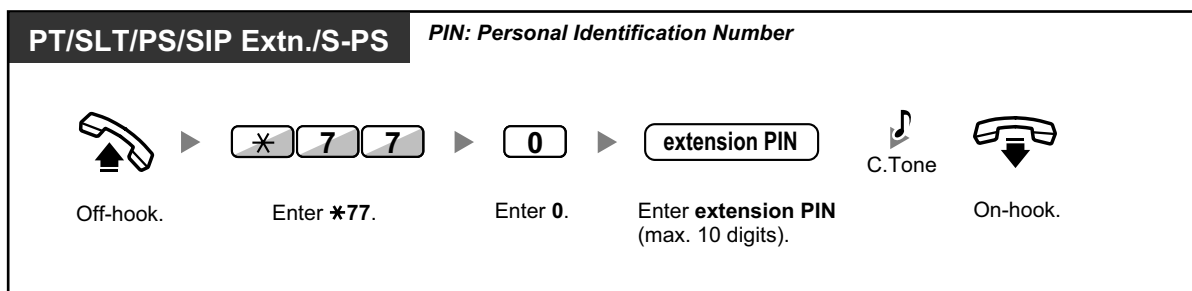 PT/SLT/PS/SIP Extn./S-PS
PIN: Personal Identification Number
* 7 7
0
extension PIN
C.Tone
Off-hook.
Enter *77.
Enter 0.
Enter extension PIN
(max. 10 digits).
On-hook.